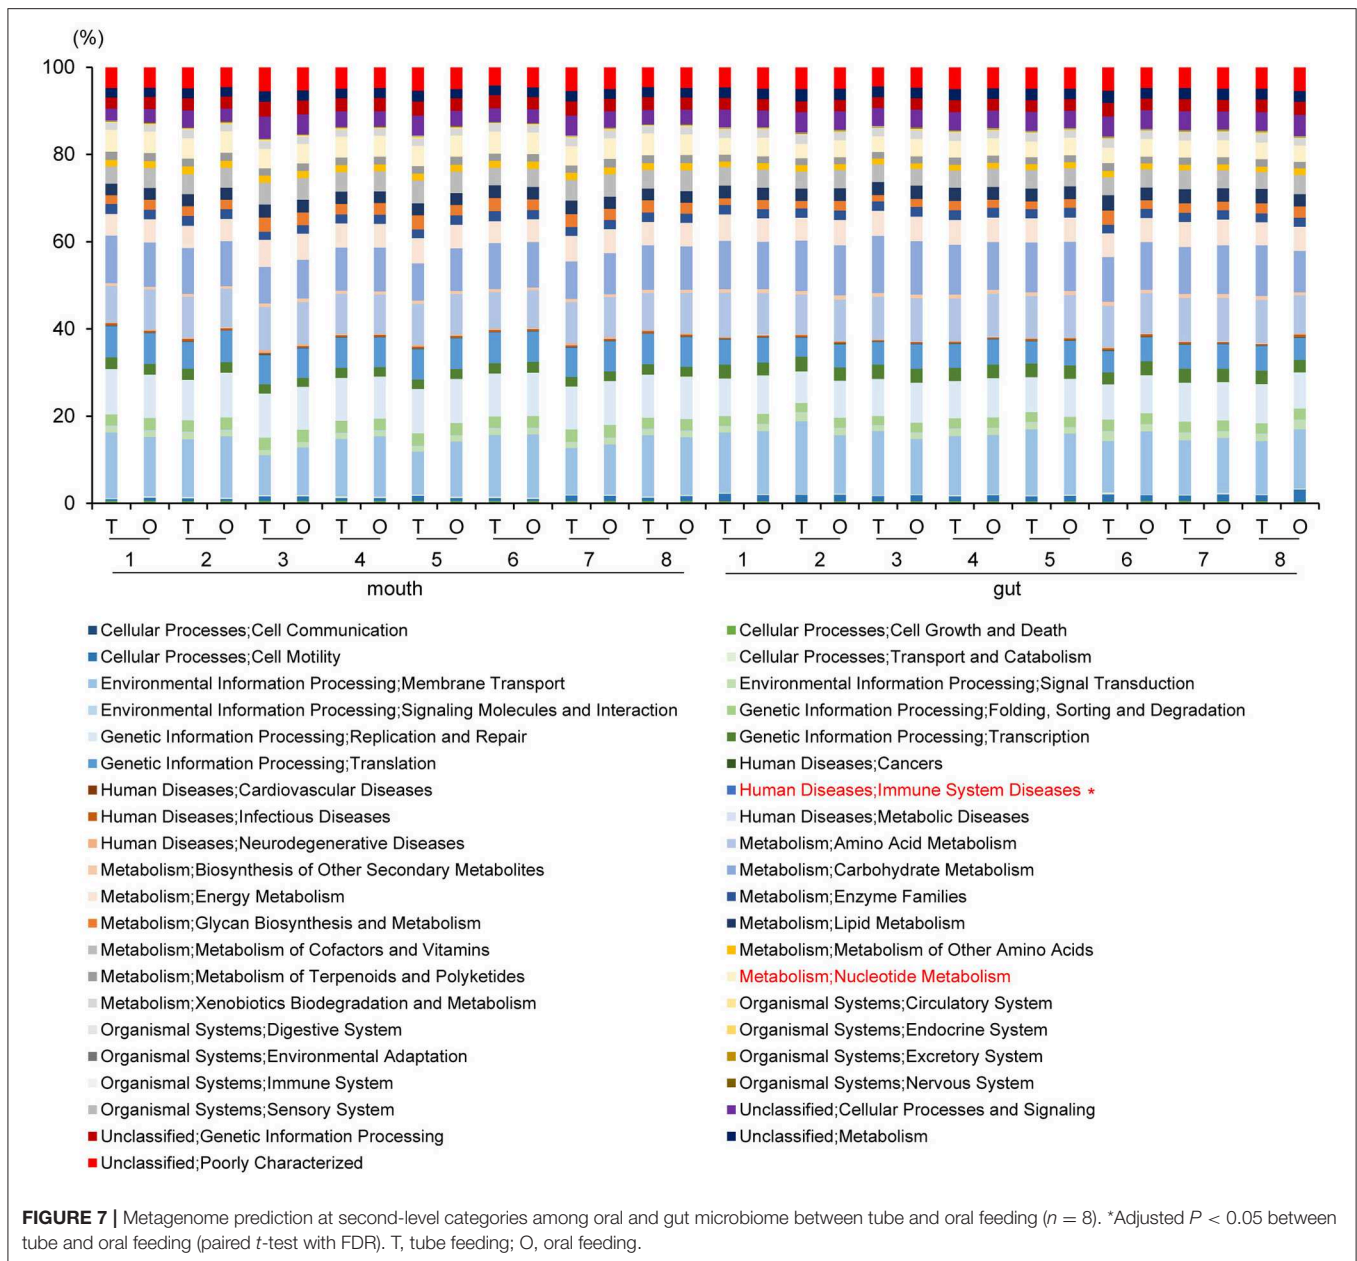 (%)
100
80
60
40
20
0
T O T O T O T O T O T O T O T O T O T O T O T O T O T O T O T O
1 2 3 4 5 6 7 8 1 2 3 4 5 6 7 8
mouth gut
Cellular Processes;Cell Communication
Cellular Processes;Cell Motility
Environmental Information Processing;Membrane Transport
Environmental Information Processing;Signaling Molecules and Interaction
Genetic Information Processing;Replication and Repair
Genetic Information Processing;Translation
Human Diseases;Cardiovascular Diseases
Human Diseases;Infectious Diseases
Human Diseases;Neurodegenerative Diseases
Metabolism;Biosynthesis of Other Secondary Metabolites
Metabolism;Energy Metabolism
Metabolism;Glycan Biosynthesis and Metabolism
Metabolism;Metabolism of Cofactors and Vitamins
Metabolism;Metabolism of Terpenoids and Polyketides
Metabolism;Xenobiotics Biodegradation and Metabolism
Organismal Systems;Digestive System
Organismal Systems;Environmental Adaptation
Organismal Systems;Immune System
Organismal Systems;Sensory System
Unclassified;Genetic Information Processing
Unclassified;Poorly Characterized
Cellular Processes;Cell Growth and Death
Cellular Processes;Transport and Catabolism
Environmental Information Processing;Signal Transduction
Genetic Information Processing;Folding, Sorting and Degradation
Genetic Information Processing;Transcription
Human Diseases;Cancers
Human Diseases;Immune System Diseases *
Human Diseases;Metabolic Diseases
Metabolism;Amino Acid Metabolism
Metabolism;Carbohydrate Metabolism
Metabolism;Enzyme Families
Metabolism;Lipid Metabolism
Metabolism;Metabolism of Other Amino Acids
Metabolism;Nucleotide Metabolism
Organismal Systems;Circulatory System
Organismal Systems;Endocrine System
Organismal Systems;Excretory System
Organismal Systems;Nervous System
Unclassified;Cellular Processes and Signaling
Unclassified;Metabolism
FIGURE 7 | Metagenome prediction at second-level categories among oral and gut microbiome between tube and oral feeding (n = 8). *Adjusted P < 0.05 between
tube and oral feeding (paired t-test with FDR). T, tube feeding; O, oral feeding.